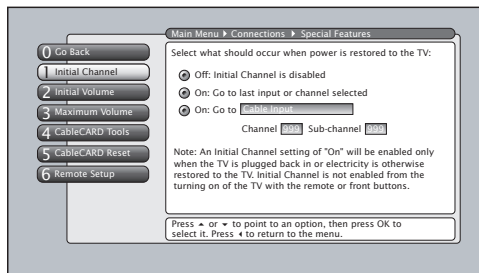 Main Menu ▶ Connections ▶ Special Features
0 Go Back
1 Initial Channel
2 Initial Volume
3 Maximum Volume
4 CableCARD Tools
5 CableCARD Reset
6 Remote Setup
Select what should occur when power is restored to the TV:
Off: Initial Channel is disabled
On: Go to last input or channel selected
On: Go to Cable Input
Channel 999 Sub-channel 999
Note: An Initial Channel setting of "On" will be enabled only
when the TV is plugged back in or electricity is otherwise
restored to the TV. Initial Channel is not enabled from the
turning on of the TV with the remote or front buttons.
Press ▲ or ▼ to point to an option, then press OK to
select it. Press ◀ to return to the menu.